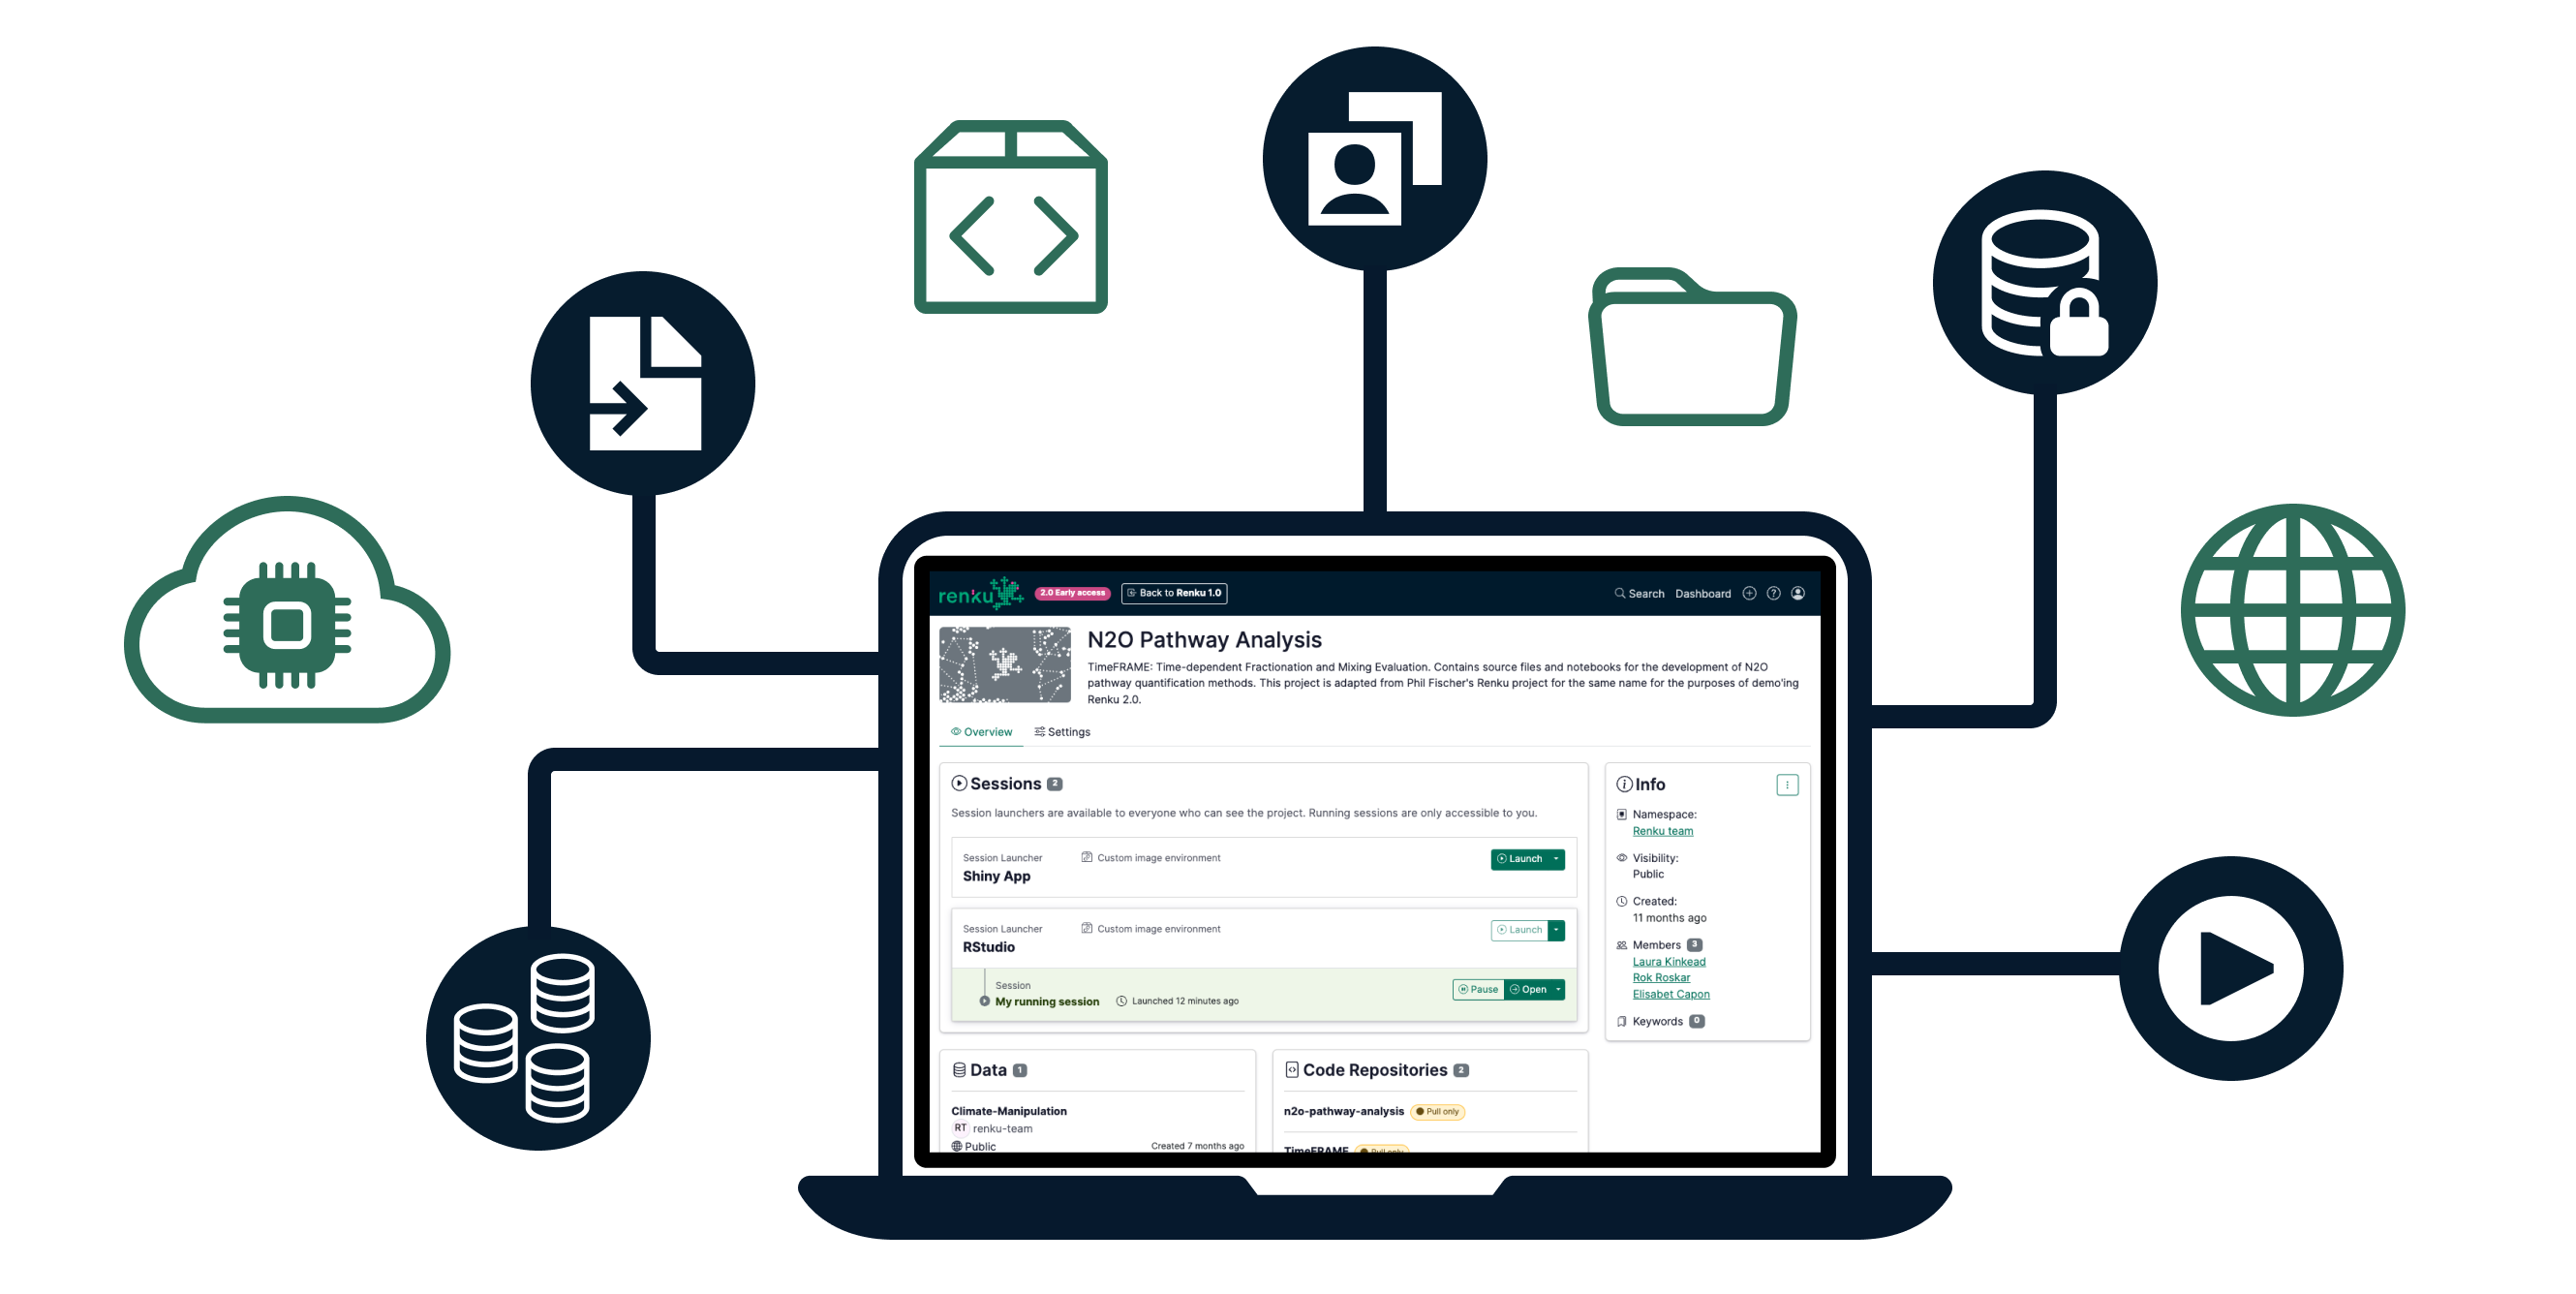 renku 2.0 Early access Back to Renku 1.0 Search Dashboard
N2O Pathway Analysis
TimeFRAME: Time-dependent Fractionation and Mixing Evaluation. Contains source files and notebooks for the development of N2O
pathway quantification methods. This project is adapted from Phil Fischer's Renku project for the same name for the purposes of demo'ing
Renku 2.0.
Overview Settings
Sessions 2
Session launchers are available to everyone who can see the project. Running sessions are only accessible to you.
Session Launcher Custom image environment Launch
Shiny App
Session Launcher Custom image environment Launch
RStudio
Session
My running session Launched 12 minutes ago Pause Open
Info
Namespace:
Renku team
Visibility:
Public
Created:
11 months ago
Members 3
Laura Kinkead
Rok Roskar
Elisabet Capon
Keywords 0
Data 1
Climate-Manipulation
RT renku-team
Public Created 7 months ago
Code Repositories 2
n2o-pathway-analysis Pull only
TimeFRAME Pull only